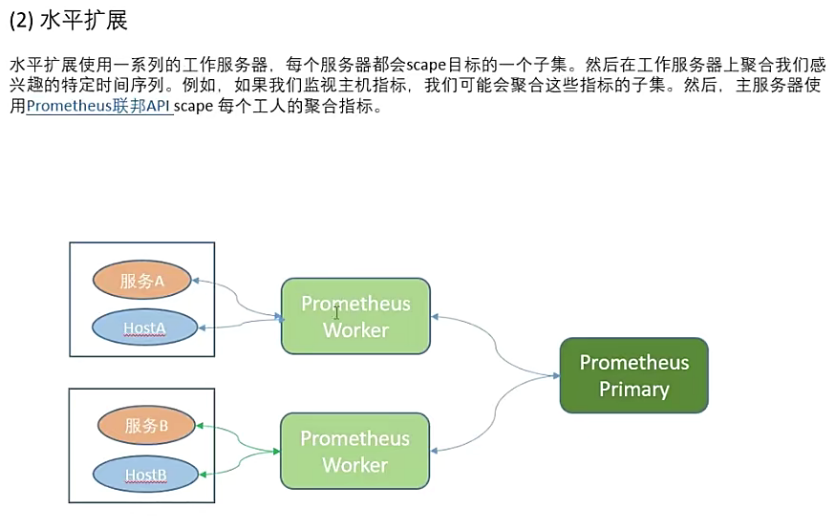 (2) 水平扩展
水平扩展使用一系列的工作服务器，每个服务器都会scape目标的一个子集。然后在工作服务器上聚合我们感
兴趣的特定时间序列。例如，如果我们监视主机指标，我们可能会聚合这些指标的子集。然后，主服务器使
用Prometheus联邦API scape 每个工人的聚合指标。
服务A
HostA
Prometheus
Worker
Prometheus
Primary
服务B
HostB
Prometheus
Worker